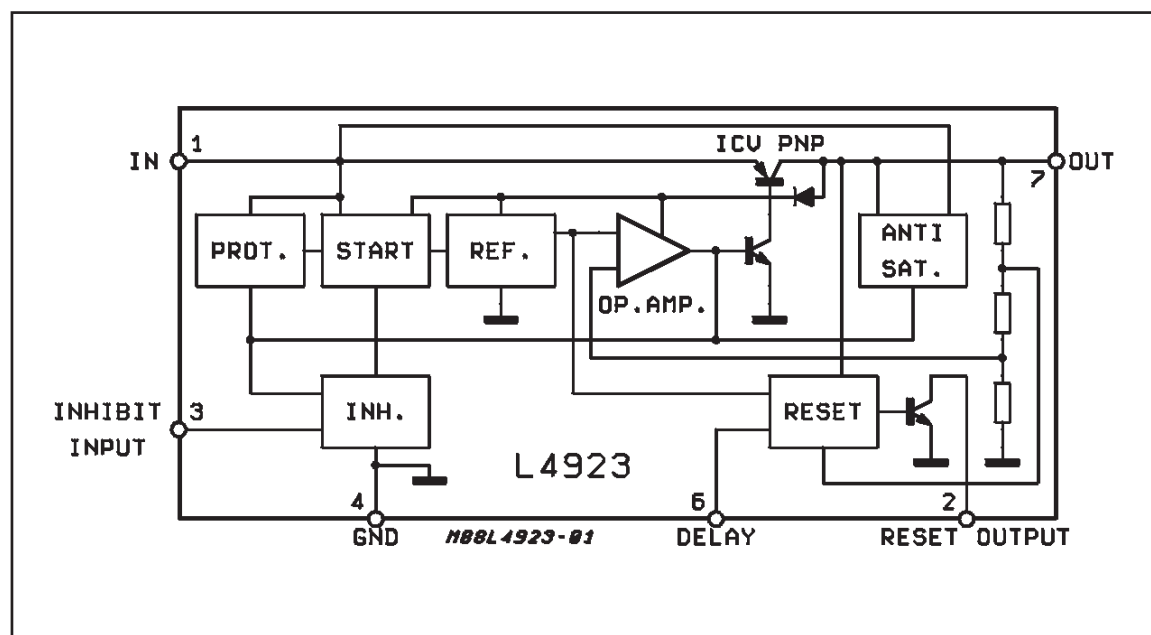 ICV PNP
1
IN
OUT
7
PROT.
START
REF.
ANTI
SAT.
OP.AMP.
INHIBIT
INPUT
3
INH.
RESET
L4923
4
GND
M88L4923-01
6
DELAY
2
RESET OUTPUT